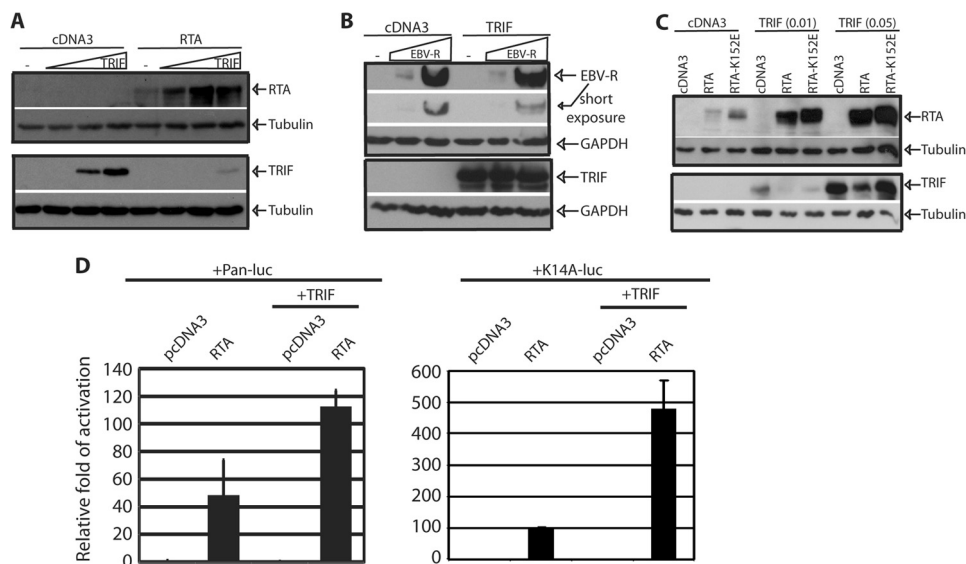 A
cDNA3 RTA
- TRIF - TRIF
RTA
Tubulin
TRIF
Tubulin
B
cDNA3 TRIF
- EBV-R - EBV-R
EBV-R
short
exposure
GAPDH
TRIF
GAPDH
C
cDNA3 TRIF (0.01) TRIF (0.05)
cDNA3 RTA RTA-K152E cDNA3 RTA RTA-K152E cDNA3 RTA RTA-K152E
RTA
Tubulin
TRIF
Tubulin
D
+Pan-luc
+TRIF
pcDNA3 RTA pcDNA3 RTA
Relative fold of activation
140
120
100
80
60
40
20
0
+K14A-luc
+TRIF
pcDNA3 RTA pcDNA3 RTA
600
500
400
300
200
100
0